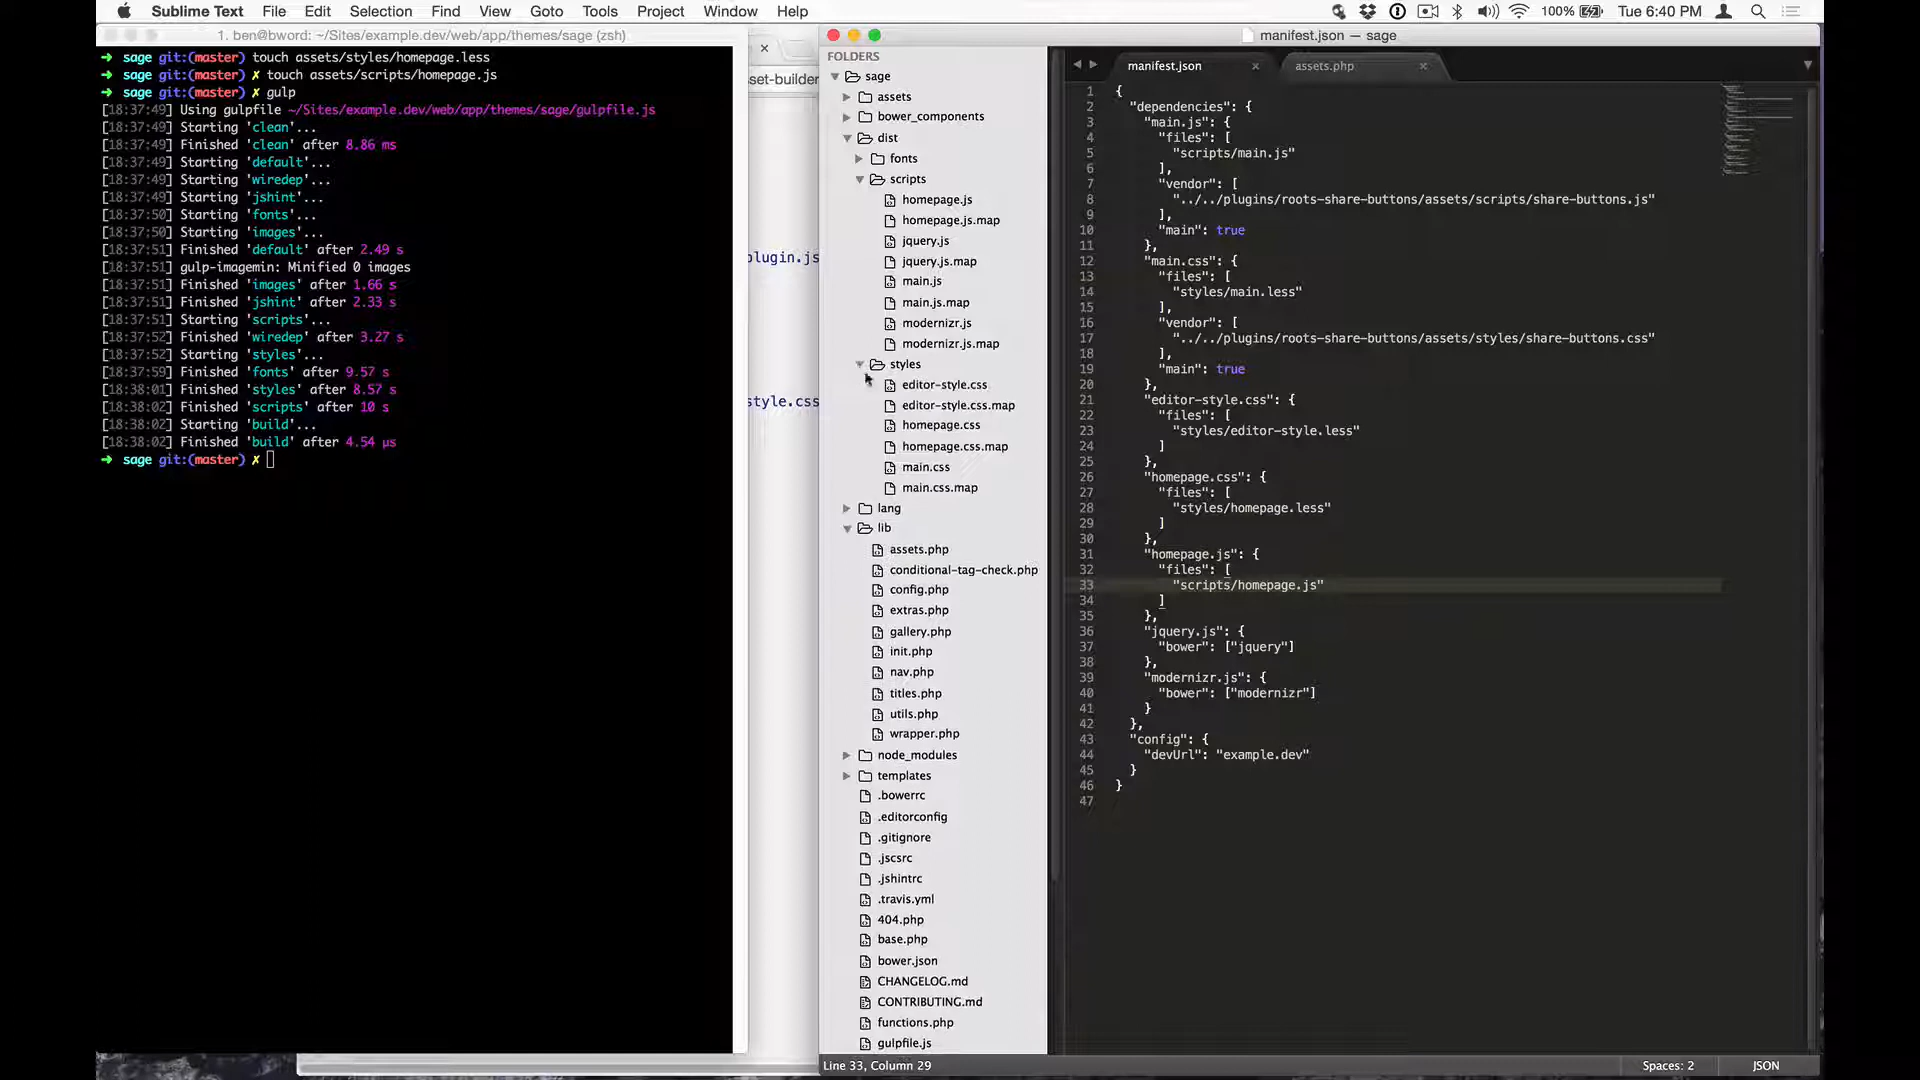 Sublime Text File Edit Selection Find View Goto Tools Project Window Help 100% Tue 6:40 PM
1. ben@bword: ~/Sites/example.dev/web/app/themes/sage (zsh)
➜ sage git:(master) touch assets/styles/homepage.less
➜ sage git:(master) ✗ touch assets/scripts/homepage.js
➜ sage git:(master) ✗ gulp
[18:37:49] Using gulpfile ~/Sites/example.dev/web/app/themes/sage/gulpfile.js
[18:37:49] Starting 'clean'...
[18:37:49] Finished 'clean' after 8.86 ms
[18:37:49] Starting 'default'...
[18:37:49] Starting 'wiredep'...
[18:37:49] Starting 'jshint'...
[18:37:50] Starting 'fonts'...
[18:37:50] Starting 'images'...
[18:37:51] Finished 'default' after 2.49 s
[18:37:51] gulp-imagemin: Minified 0 images
[18:37:51] Finished 'images' after 1.66 s
[18:37:51] Finished 'jshint' after 2.33 s
[18:37:51] Starting 'scripts'...
[18:37:52] Finished 'wiredep' after 3.27 s
[18:37:52] Starting 'styles'...
[18:37:59] Finished 'fonts' after 9.57 s
[18:38:01] Finished 'styles' after 8.57 s
[18:38:02] Finished 'scripts' after 10 s
[18:38:02] Starting 'build'...
[18:38:02] Finished 'build' after 4.54 μs
➜ sage git:(master) ✗
set-builder
plugin.js
style.css
manifest.json — sage
FOLDERS
sage
assets
bower_components
dist
fonts
scripts
homepage.js
homepage.js.map
jquery.js
jquery.js.map
main.js
main.js.map
modernizr.js
modernizr.js.map
styles
editor-style.css
editor-style.css.map
homepage.css
homepage.css.map
main.css
main.css.map
lang
lib
assets.php
conditional-tag-check.php
config.php
extras.php
gallery.php
init.php
nav.php
titles.php
utils.php
wrapper.php
node_modules
templates
.bowerrc
.editorconfig
.gitignore
.jscsrc
.jshintrc
.travis.yml
404.php
base.php
bower.json
CHANGELOG.md
CONTRIBUTING.md
functions.php
gulpfile.js
manifest.json assets.php
1 {
2 "dependencies": {
3 "main.js": {
4 "files": [
5 "scripts/main.js"
6 ],
7 "vendor": [
8 "../../plugins/roots-share-buttons/assets/scripts/share-buttons.js"
9 ],
10 "main": true
11 },
12 "main.css": {
13 "files": [
14 "styles/main.less"
15 ],
16 "vendor": [
17 "../../plugins/roots-share-buttons/assets/styles/share-buttons.css"
18 ],
19 "main": true
20 },
21 "editor-style.css": {
22 "files": [
23 "styles/editor-style.less"
24 ]
25 },
26 "homepage.css": {
27 "files": [
28 "styles/homepage.less"
29 ]
30 },
31 "homepage.js": {
32 "files": [
33 "scripts/homepage.js"
34 ]
35 },
36 "jquery.js": {
37 "bower": ["jquery"]
38 },
39 "modernizr.js": {
40 "bower": ["modernizr"]
41 }
42 },
43 "config": {
44 "devUrl": "example.dev"
45 }
46 }
47
Line 33, Column 29 Spaces: 2 JSON